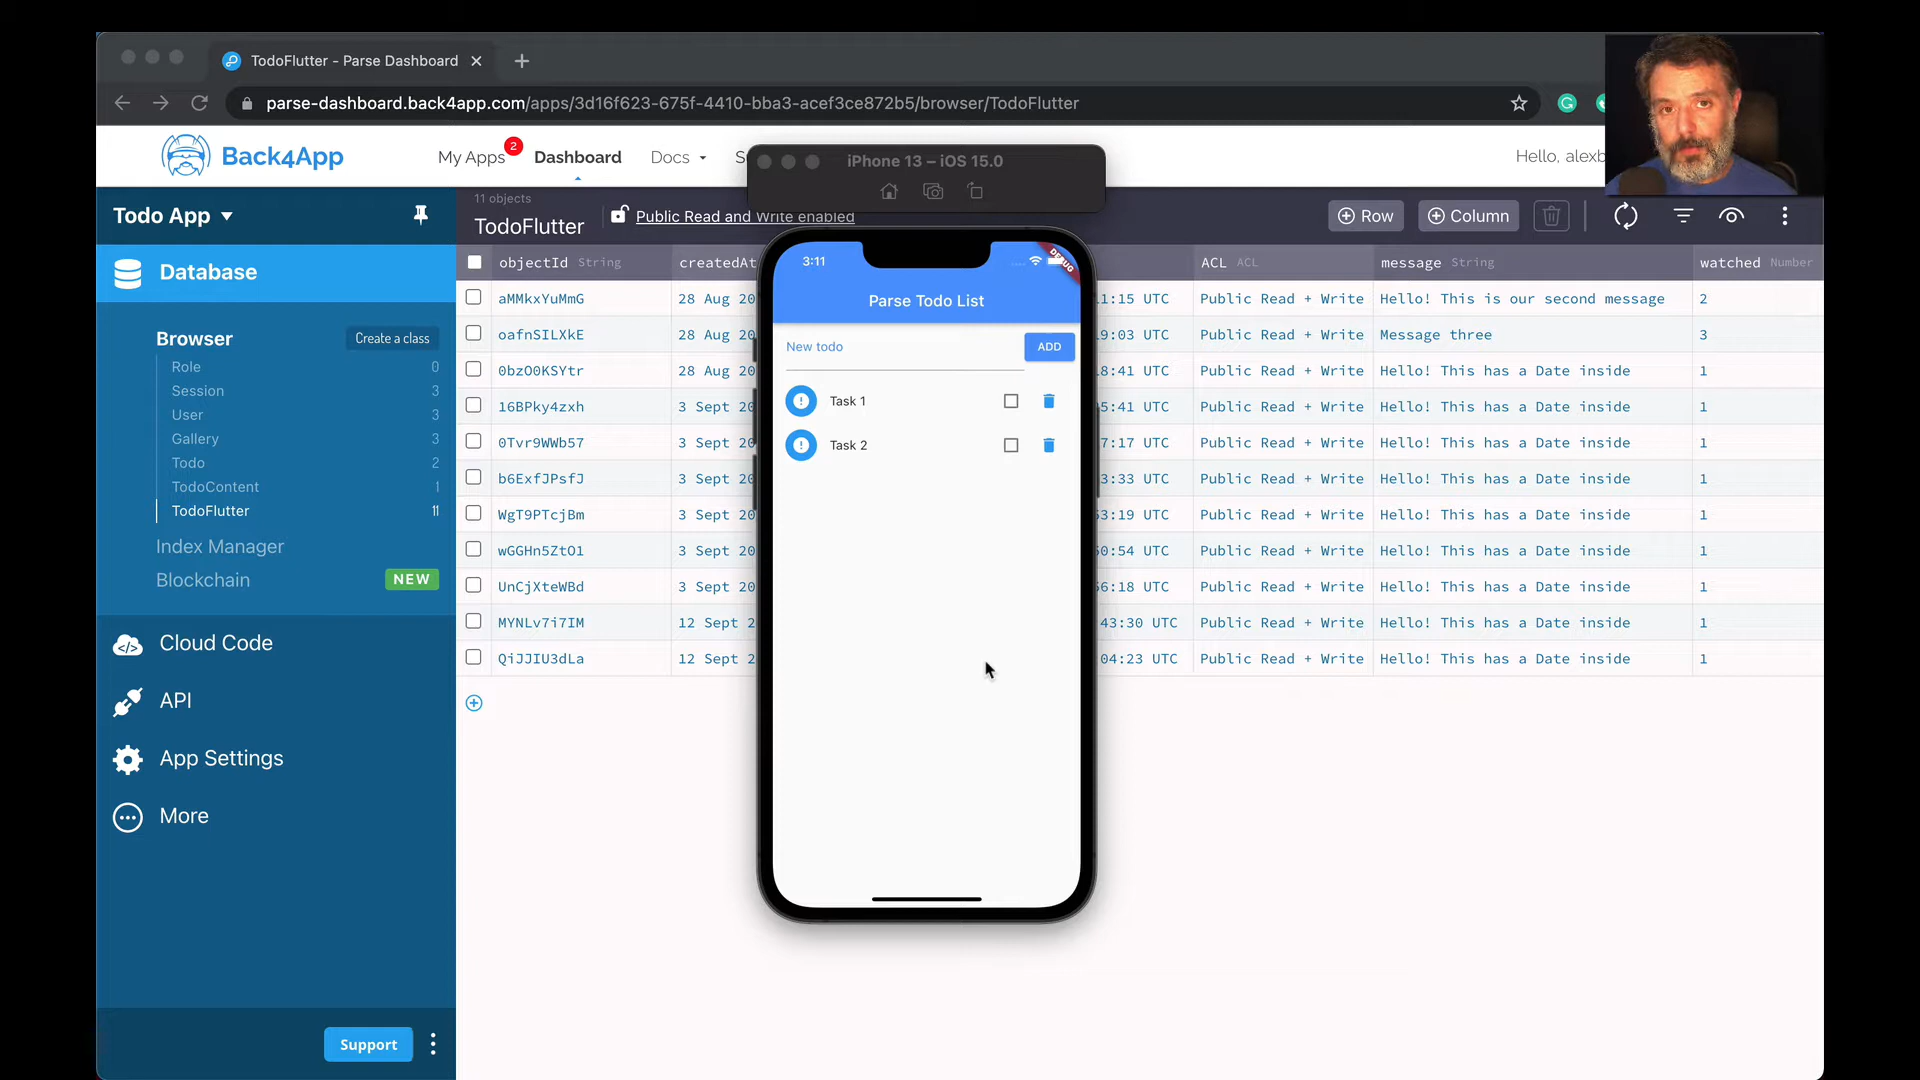 TodoFlutter - Parse Dashboard
parse-dashboard.back4app.com/apps/3d16f623-675f-4410-bba3-acef3ce872b5/browser/TodoFlutter
Back4App
My Apps 2 Dashboard Docs
Hello, alexb
iPhone 13 – iOS 15.0
Todo App
11 objects
TodoFlutter
Public Read and Write enabled
Row
Column
Database
objectId String createdAt ACL ACL message String watched Number
aMMkxYuMmG 28 Aug 20 1:15 UTC Public Read + Write Hello! This is our second message 2
oafnSILXkE 28 Aug 20 9:03 UTC Public Read + Write Message three 3
0bzO0KSYtr 28 Aug 20 8:41 UTC Public Read + Write Hello! This has a Date inside 1
16BPky4zxh 3 Sept 20 5:41 UTC Public Read + Write Hello! This has a Date inside 1
0Tvr9WWb57 3 Sept 20 7:17 UTC Public Read + Write Hello! This has a Date inside 1
b6ExfJPsfJ 3 Sept 20 3:33 UTC Public Read + Write Hello! This has a Date inside 1
WgT9PTcjBm 3 Sept 20 53:19 UTC Public Read + Write Hello! This has a Date inside 1
wGGHn5ZtO1 3 Sept 20 50:54 UTC Public Read + Write Hello! This has a Date inside 1
UnCjXteWBd 3 Sept 20 56:18 UTC Public Read + Write Hello! This has a Date inside 1
MYNLv7i7IM 12 Sept 2 43:30 UTC Public Read + Write Hello! This has a Date inside 1
QiJJIU3dLa 12 Sept 2 04:23 UTC Public Read + Write Hello! This has a Date inside 1
Browser
Create a class
Role 0
Session 3
User 3
Gallery 3
Todo 2
TodoContent 1
TodoFlutter 11
Index Manager
Blockchain NEW
Cloud Code
API
App Settings
More
Support
3:11
DEBUG
Parse Todo List
New todo
ADD
Task 1
Task 2